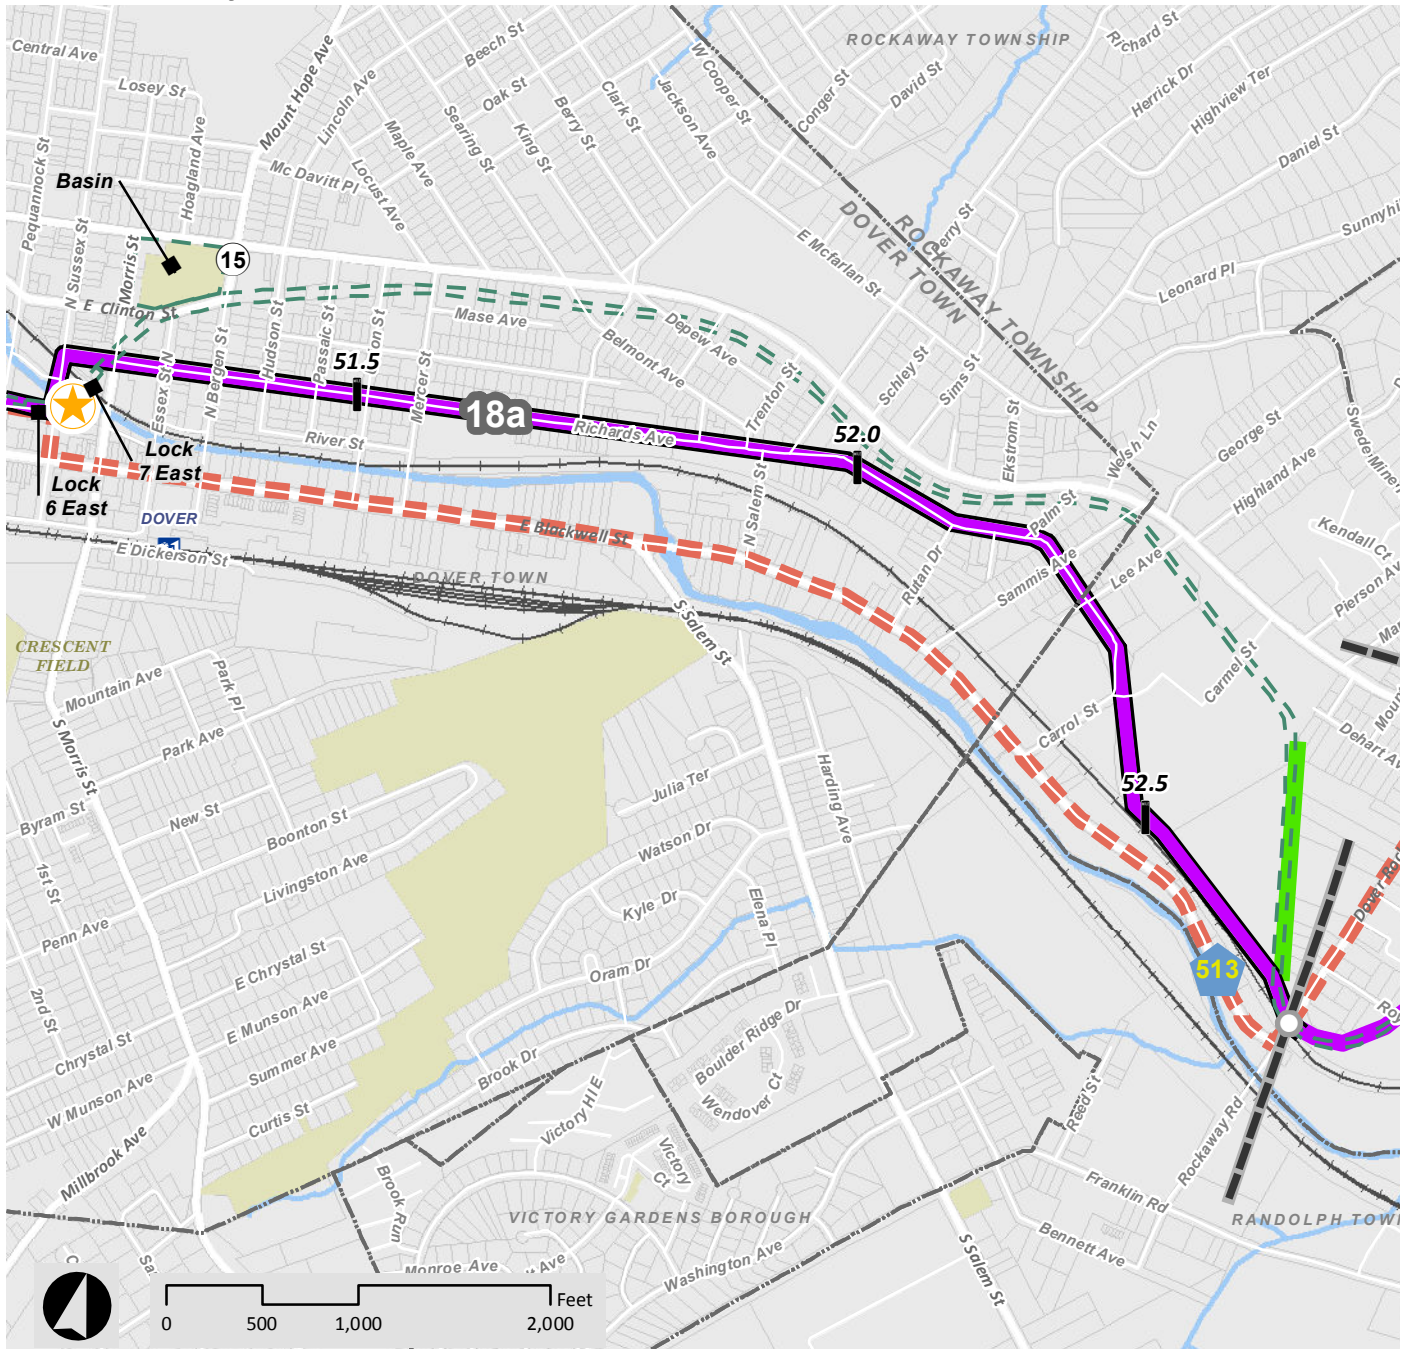 ROCKAWAY TOWNSHIP
Richard St
Central Ave
Losey St
Beech St
Lincoln Ave
Mount Hope Ave
Oak St
Clark St
W Cooper St
Conger St
David St
Herrick Dr
Highview Ter
Jackson Ave
Searing St
Berry St
King St
Maple Ave
Daniel St
Pequannock St
Hoagland Ave
Mc Davitt Pl
Locust Ave
Basin
N Sussex St
Morris St
15
ROCKAWAY TOWNSHIP
DOVER TOWN
Perry St
E Mcfarlan St
Leonard Pl
E Clinton St
Mase Ave
Hudson St
Passaic St
Belmont Ave
Depew Ave
51.5
Essex St N
N Bergen St
Mercer St
18a
Richards Ave
Trenton St
Schley St
Sims St
52.0
River St
Lock
7 East
Lock
6 East
Ekstrom St
Welsh Ln
George St
Highland Ave
N Salem St
Palm St
Kendall Ct
DOVER
E Blackwell St
E Dickerson St
DOVER TOWN
Rutan Dr
Sammis Ave
Lee Ave
S Salem St
CRESCENT
FIELD
Mountain Ave
Park Pl
Park Ave
Carmel St
Carrol St
S Morris St
Julia Ter
Harding Ave
52.5
Byram St
New St
Boonton St
Watson Dr
1st St
Livingston Ave
Kyle Dr
Elena Pl
Penn Ave
E Chrystal St
Oram Dr
513
2nd St
E Munson Ave
Boulder Ridge Dr
Chrystal St
Summer Ave
Brook Dr
Wendover Ct
W Munson Ave
Curtis St
Reed St
Rockaway Rd
Millbrook Ave
Victory Ct
Brook Run
Franklin Rd
VICTORY GARDENS BOROUGH
Bennett Ave
Washington Ave
S Salem St
Monroe Ave
Feet
0 500 1,000 2,000